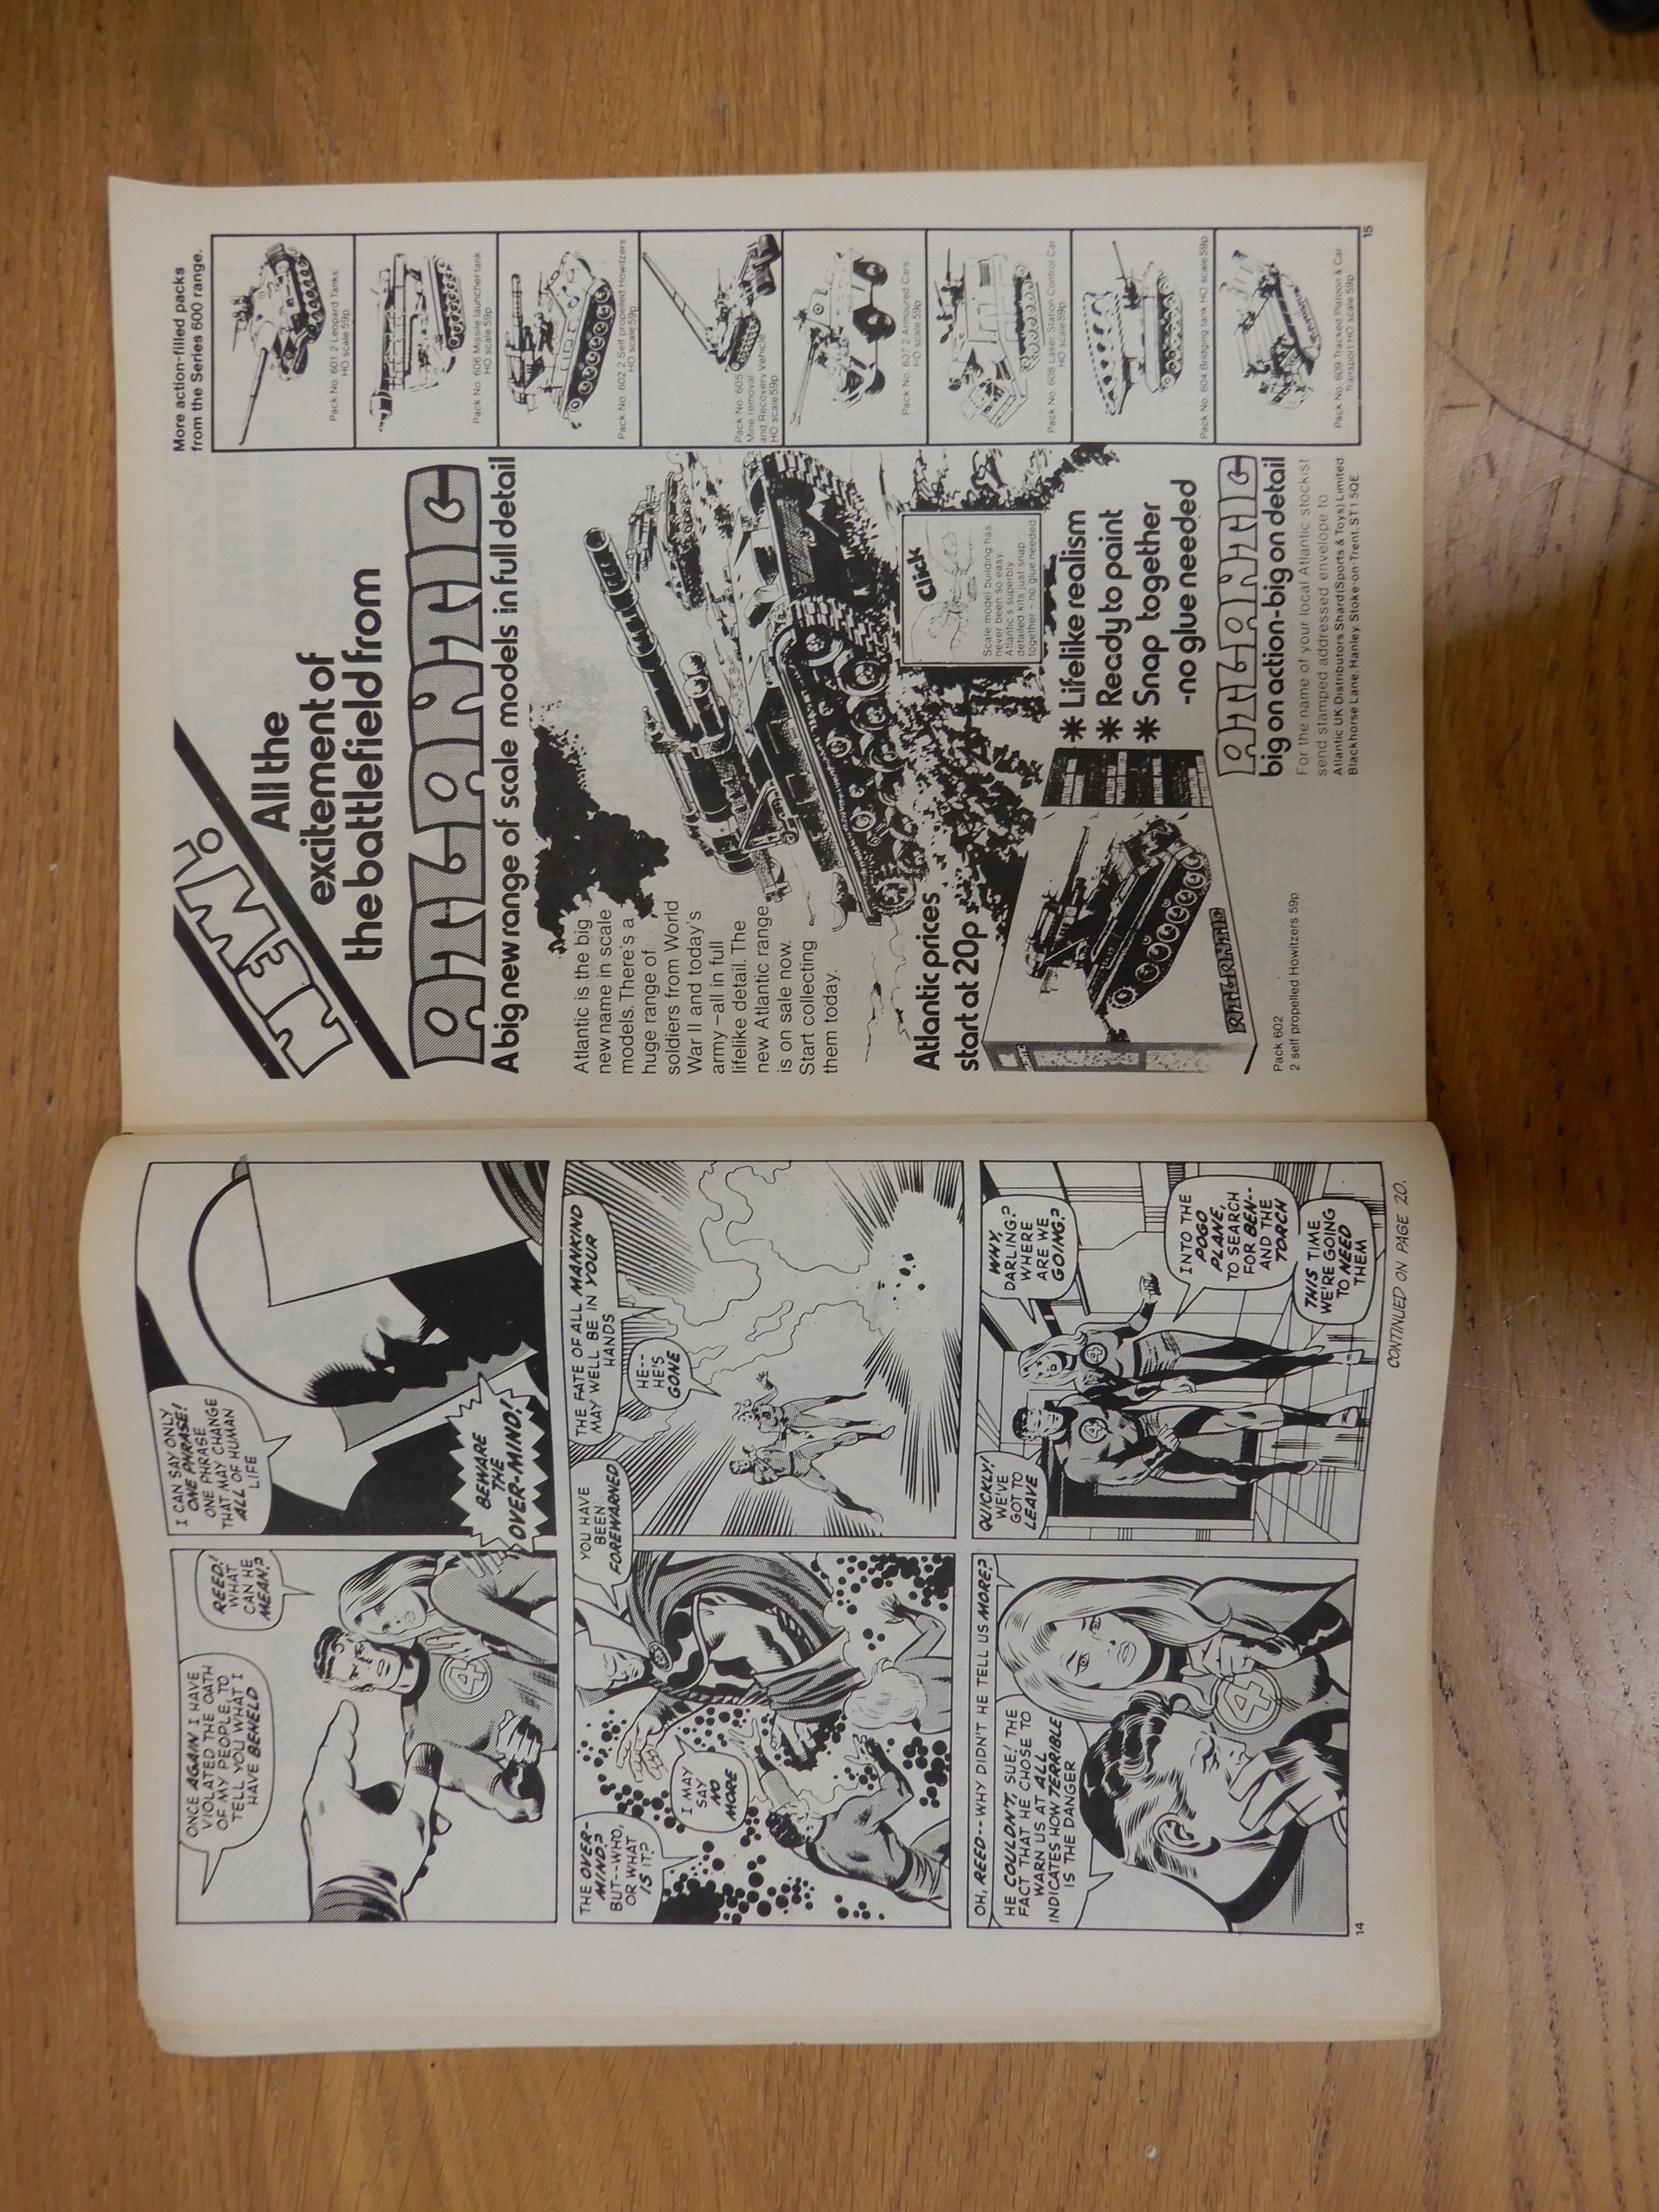 ONCE AGAIN I HAVE
VIOLATED THE OATH
OF MY PEOPLE, TO
TELL YOU WHAT I
HAVE BEHELD
REED!
WHAT
CAN HE
MEAN?
I CAN SAY ONLY
ONE PHRASE!
ONE PHRASE
THAT MAY CHANGE
ALL OF HUMAN
LIFE
BEWARE
THE
OVER-MIND!
THE OVER-
MIND?
BUT--WHO,
OR WHAT
IS IT?
I MAY
SAY
NO
MORE
YOU HAVE
BEEN
FOREWARNED
THE FATE OF ALL MANKIND
MAY WELL BE IN YOUR
HANDS
HE--
HE'S
GONE
OH, REED--WHY DIDN'T HE TELL US MORE?
HE COULDN'T, SUE! THE
FACT THAT HE CHOSE TO
WARN US AT ALL
INDICATES HOW TERRIBLE
IS THE DANGER
4
4
QUICKLY!
WE'VE
GOT TO
LEAVE
WHY,
DARLING?
WHERE
ARE WE
GOING?
INTO THE
POGO
PLANE,
TO SEARCH
FOR BEN--
AND THE
TORCH
THIS TIME
WE'RE GOING
TO NEED
THEM
4
4
14
CONTINUED ON PAGE 20.
NEW!
All the
excitement of
the battlefield from
ATLANTIC
A big new range of scale models in full detail
Atlantic is the big
new name in scale
models. There's a
huge range of
soldiers from World
War II and today's
army – all in full
lifelike detail. The
new Atlantic range
is on sale now.
Start collecting
them today.
Atlantic prices
start at 20p
ATLANTIC
Pack 602
2 self propelled Howitzers 59p
Click
Scale model building has
never been so easy
Atlantic's superbly
detailed kits just snap
together – no glue needed
* Lifelike realism
* Ready to paint
* Snap together
-no glue needed
ATLANTIC
big on action-big on detail
For the name of your local Atlantic stockist
send stamped addressed envelope to
Atlantic UK Distributors Shard (Sports & Toys) Limited,
Blackhorse Lane, Hanley, Stoke-on-Trent, ST1 5QE
More action-filled packs
from the Series 600 range.
Pack No. 601 2 Leopard Tanks
HO scale 59p
Pack No. 606 Missile launcher tank
HO scale 59p
Pack No. 602 2 Self propelled Howitzers
HO scale 59p
Pack No. 605
Mine removal
and Recovery Vehicle
HO scale 59p
Pack No. 607 2 Armoured Cars
HO scale 59p
Pack No. 608 Laser Station Control Car
HO scale 59p
Pack No. 604 Bridging tank HO scale 59p
Pack No. 609 Tracked Platoon & Car
Transport HO scale 59p
15